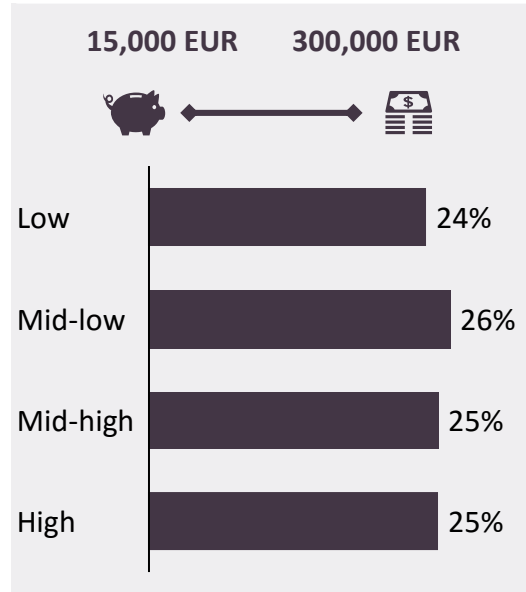 15,000 EUR 300,000 EUR
$
Low 24%
Mid-low 26%
Mid-high 25%
High 25%